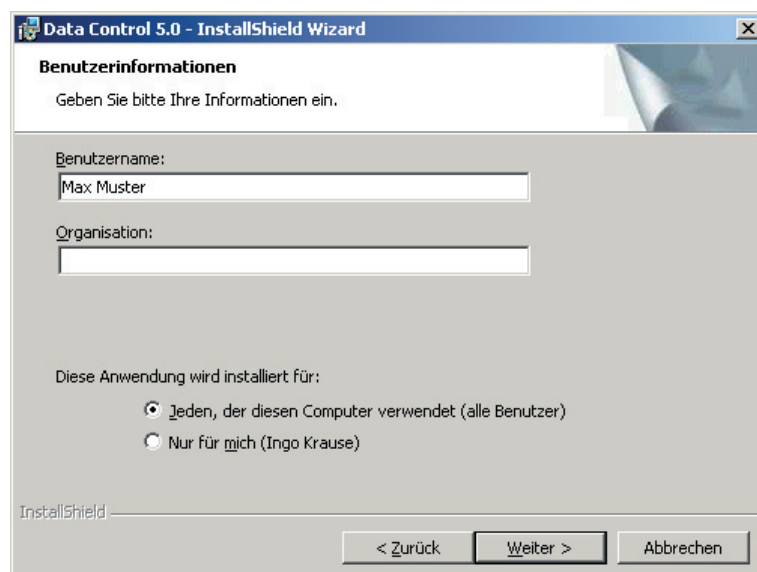 Data Control 5.0 - InstallShield Wizard
Benutzerinformationen
Geben Sie bitte Ihre Informationen ein.
Benutzername:
Max Muster
Organisation:
Diese Anwendung wird installiert für:
Jeden, der diesen Computer verwendet (alle Benutzer)
Nur für mich (Ingo Krause)
InstallShield
< Zurück Weiter > Abbrechen